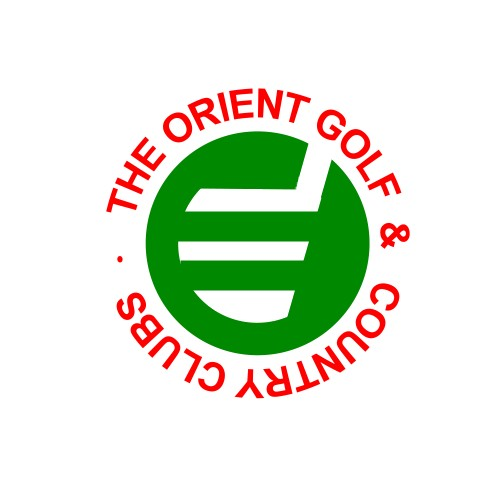 THE ORIENT GOLF & COUNTRY CLUBS .